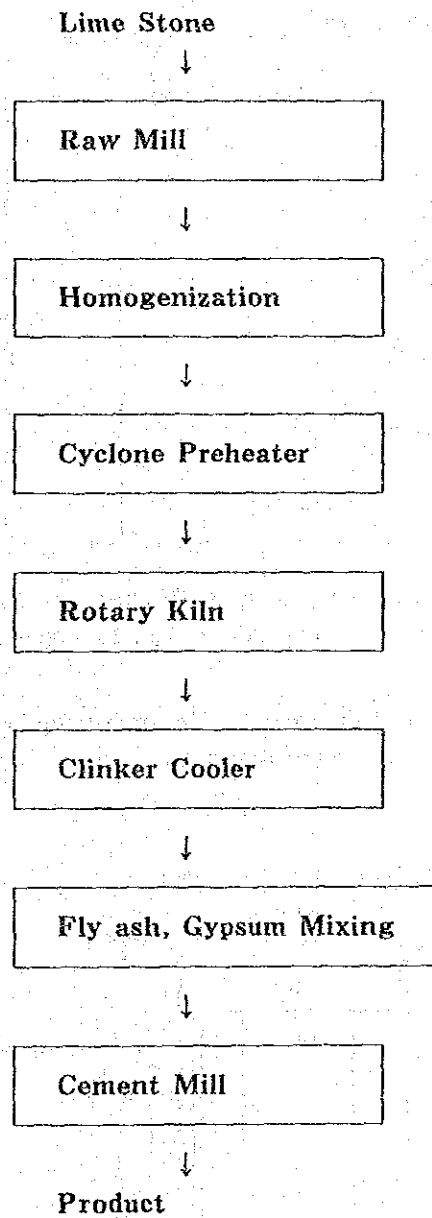 Lime Stone
↓
Raw Mill
↓
Homogenization
↓
Cyclone Preheater
↓
Rotary Kiln
↓
Clinker Cooler
↓
Fly ash, Gypsum Mixing
↓
Cement Mill
↓
Product